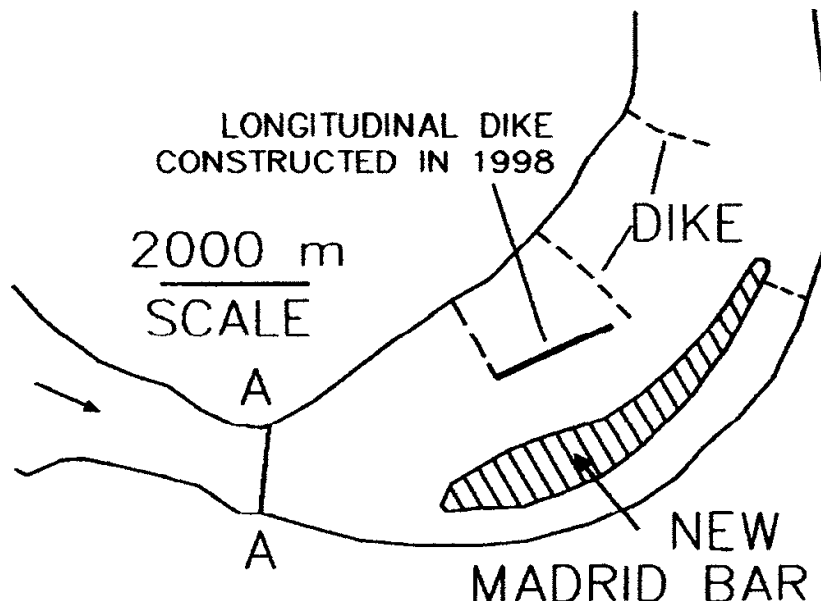 LONGITUDINAL DIKE
CONSTRUCTED IN 1998
DIKE
2000 m
SCALE
A
A
NEW
MADRID BAR